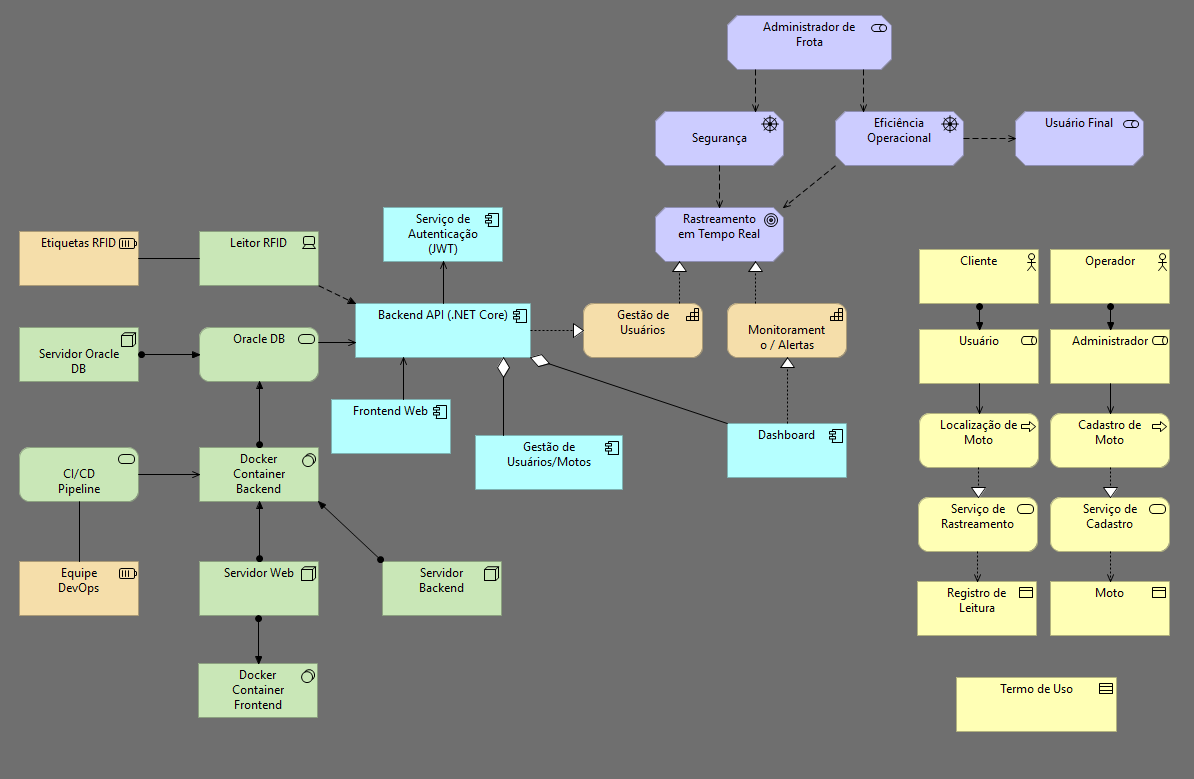 Administrador de
Frota
Segurança
Eficiência
Operacional
Usuário Final
Rastreamento
em Tempo Real
Serviço de
Autenticação
(JWT)
Etiquetas RFID
Leitor RFID
Backend API (.NET Core)
Gestão de
Usuários
Monitorament
o / Alertas
Cliente
Operador
Servidor Oracle
DB
Oracle DB
Usuário
Administrador
Frontend Web
Gestão de
Usuários/Motos
Dashboard
Localização de
Moto
Cadastro de
Moto
CI/CD
Pipeline
Docker
Container
Backend
Serviço de
Rastreamento
Serviço de
Cadastro
Equipe
DevOps
Servidor Web
Servidor
Backend
Registro de
Leitura
Moto
Docker
Container
Frontend
Termo de Uso